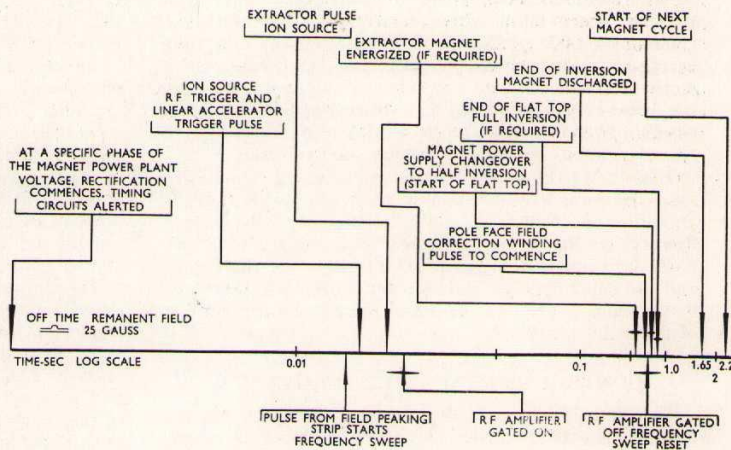 EXTRACTOR PULSE
ION SOURCE
START OF NEXT
MAGNET CYCLE
EXTRACTOR MAGNET
ENERGIZED (IF REQUIRED)
END OF INVERSION
MAGNET DISCHARGED
ION SOURCE
R F TRIGGER AND
LINEAR ACCELERATOR
TRIGGER PULSE
END OF FLAT TOP
FULL INVERSION
(IF REQUIRED)
MAGNET POWER
SUPPLY CHANGEOVER
TO HALF INVERSION
(START OF FLAT TOP)
AT A SPECIFIC PHASE OF
THE MAGNET POWER PLANT
VOLTAGE, RECTIFICATION
COMMENCES, TIMING
CIRCUITS ALERTED
POLE FACE FIELD
CORRECTION WINDING
PULSE TO COMMENCE
OFF TIME REMANENT FIELD
25 GAUSS
TIME-SEC LOG SCALE
0.01
0.1
1.0
1.65
2
2.2
PULSE FROM FIELD PEAKING
STRIP STARTS
FREQUENCY SWEEP
R F AMPLIFIER
GATED ON
R F AMPLIFIER GATED
OFF, FREQUENCY
SWEEP RESET